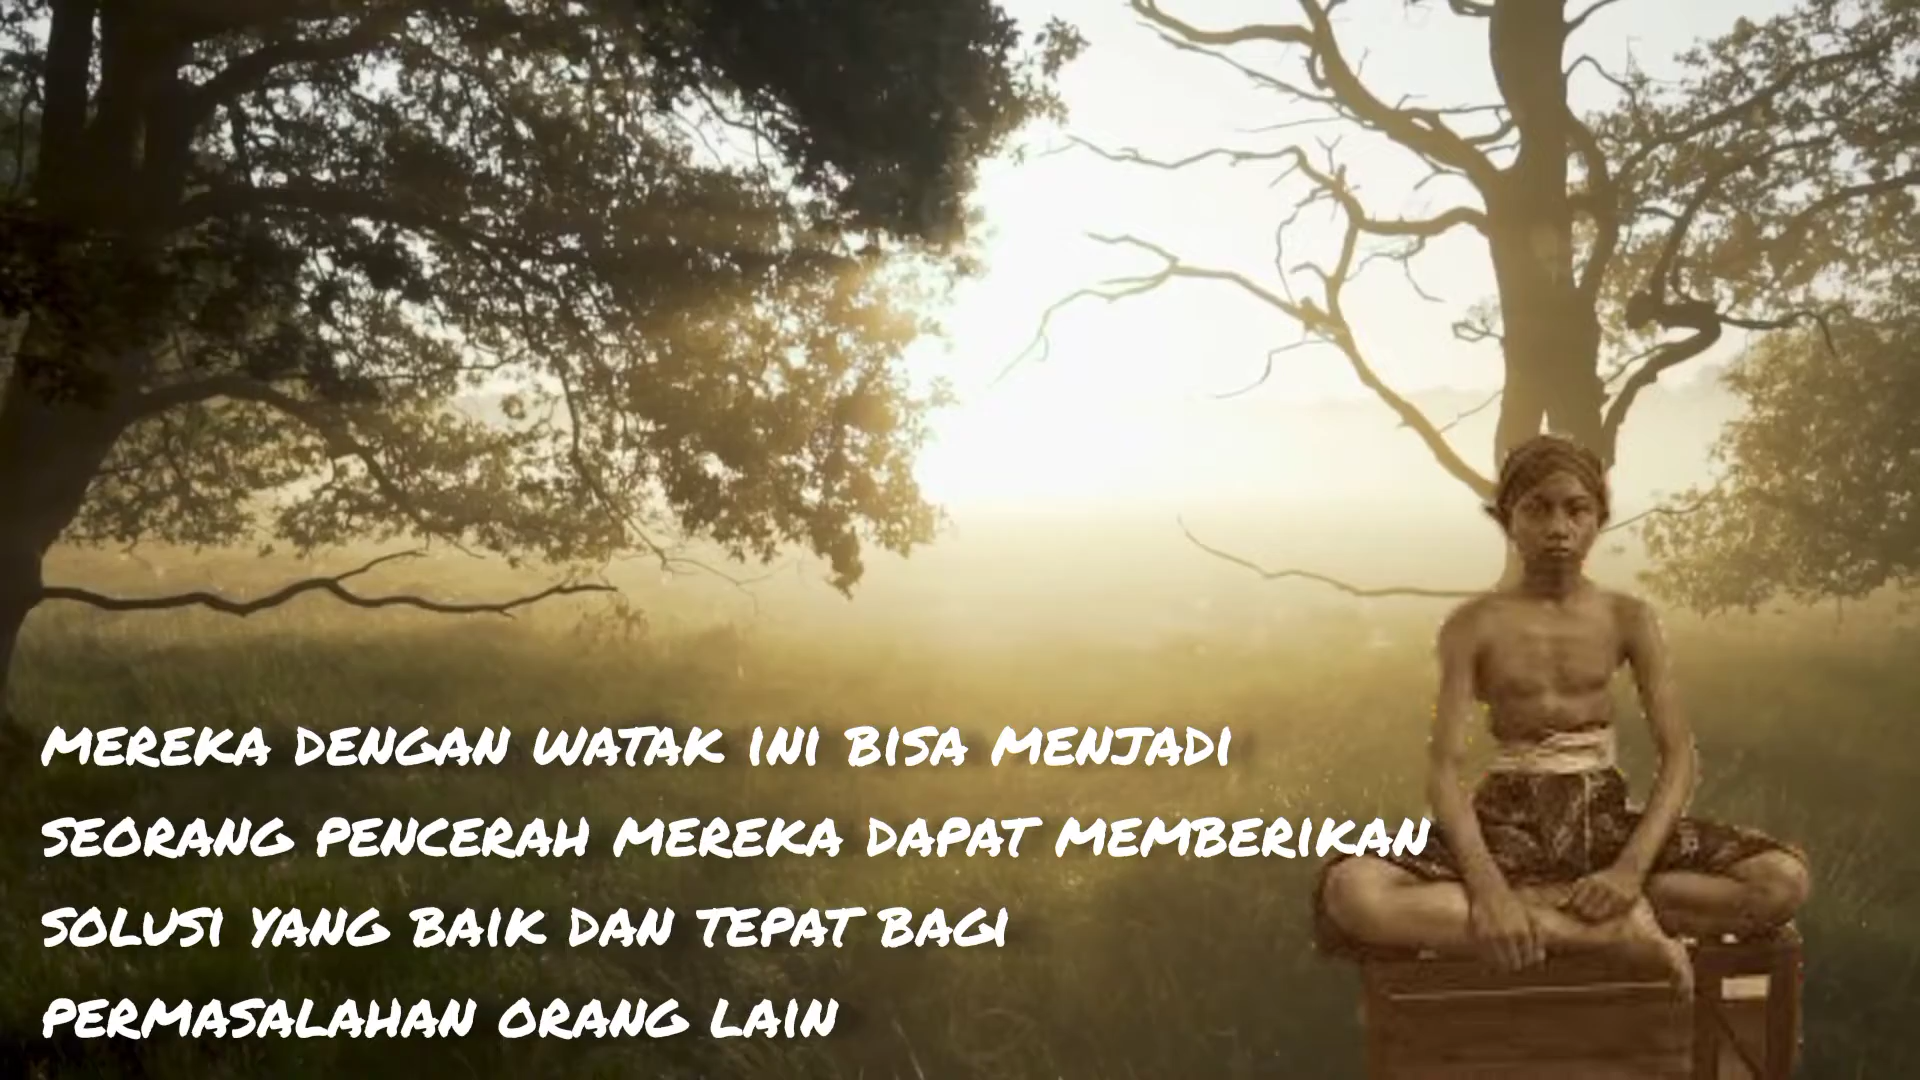 MEREKA DENGAN WATAK INI BISA MENJADI
SEORANG PENCERAH MEREKA DAPAT MEMBERIKAN
SOLUSI YANG BAIK DAN TEPAT BAGI
PERMASALAHAN ORANG LAIN